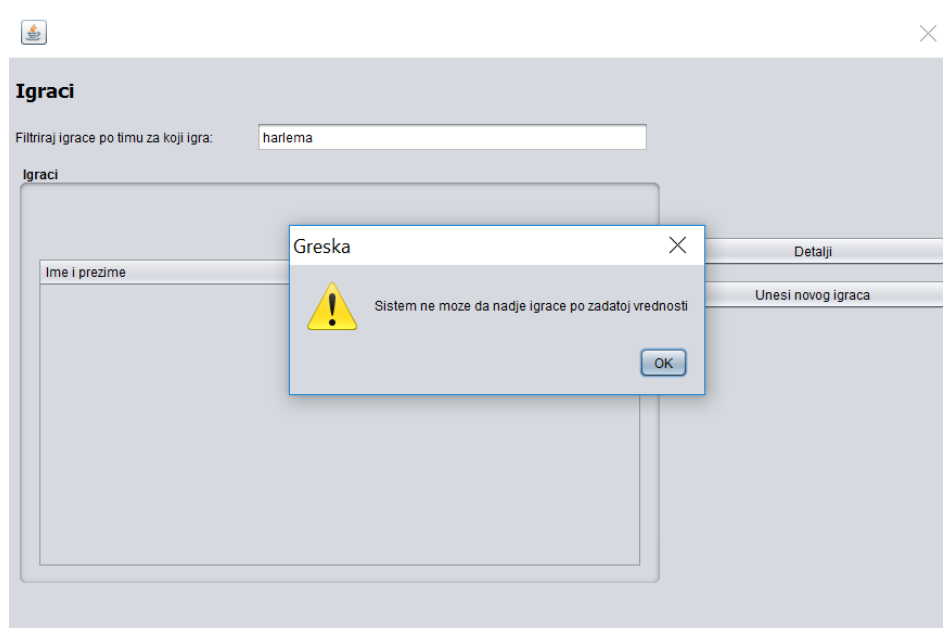 Igraci
Filtriraj igrace po timu za koji igra:
harlema
Igraci
Greska
Sistem ne moze da nadje igrace po zadatoj vrednosti
OK
Ime i prezime
Detalji
Unesi novog igraca